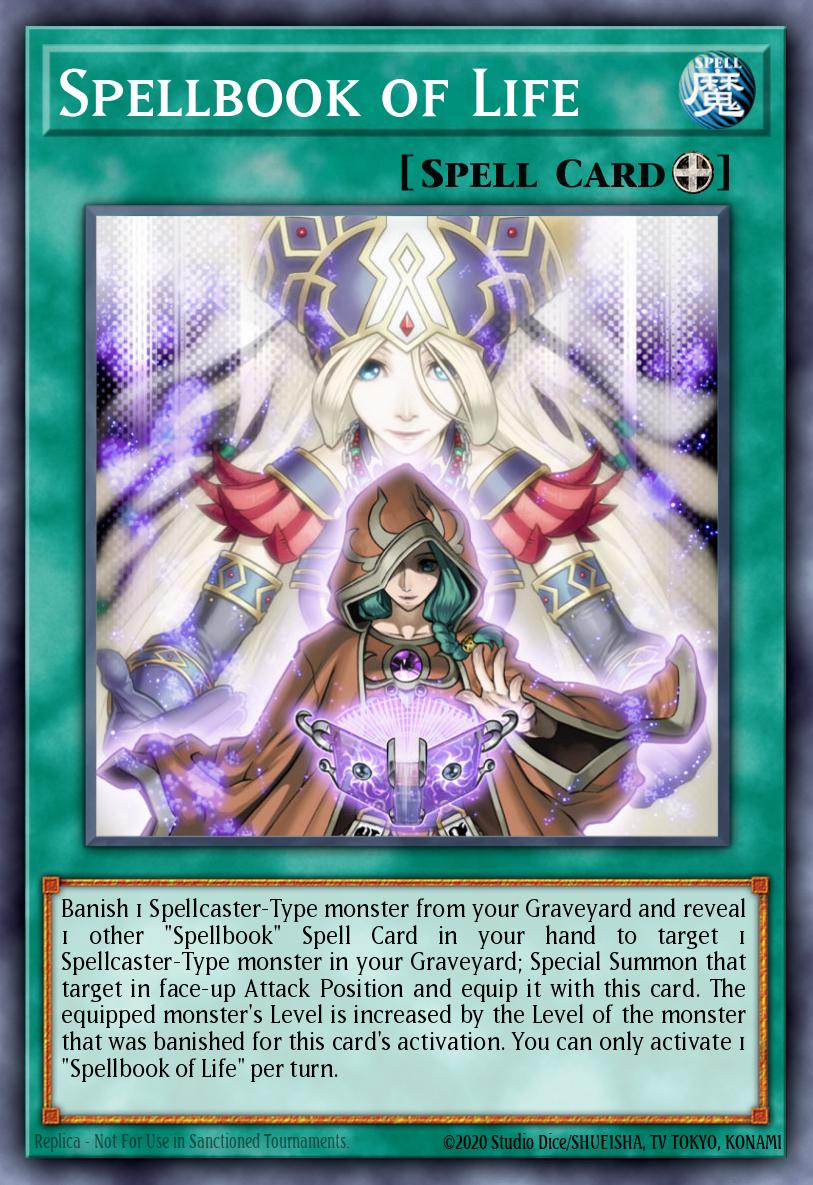 Spellbook of Life
SPELL
魔
[Spell Card]
Banish 1 Spellcaster-Type monster from your Graveyard and reveal
1 other "Spellbook" Spell Card in your hand to target 1
Spellcaster-Type monster in your Graveyard; Special Summon that
target in face-up Attack Position and equip it with this card. The
equipped monster's Level is increased by the Level of the monster
that was banished for this card's activation. You can only activate 1
"Spellbook of Life" per turn.
Replica - Not For Use in Sanctioned Tournaments.
©2020 Studio Dice/SHUEISHA, TV TOKYO, KONAMI